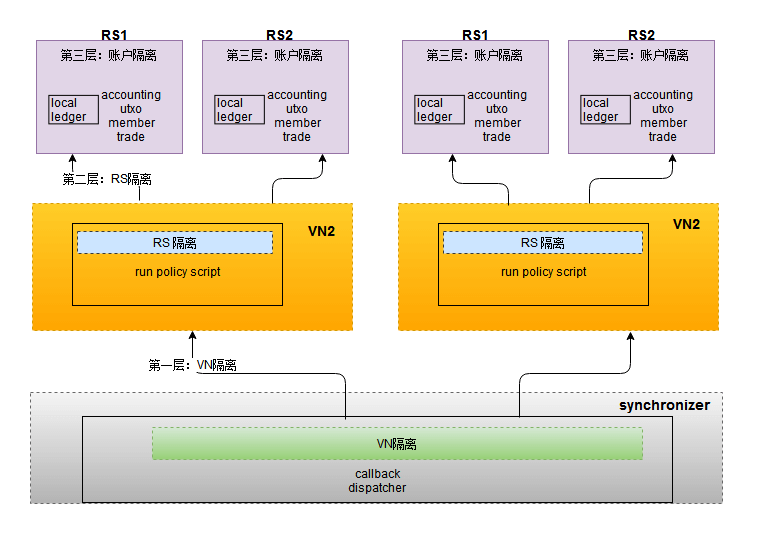 RS1
RS2
RS1
RS2
第三层：账户隔离
第三层：账户隔离
第三层：账户隔离
第三层：账户隔离
local
ledger
accounting
utxo
member
trade
local
ledger
accounting
utxo
member
trade
local
ledger
accounting
utxo
member
trade
local
ledger
accounting
utxo
member
trade
第二层：RS隔离
VN2
RS 隔离
run policy script
VN2
RS 隔离
run policy script
第一层：VN隔离
synchronizer
VN隔离
callback
dispatcher